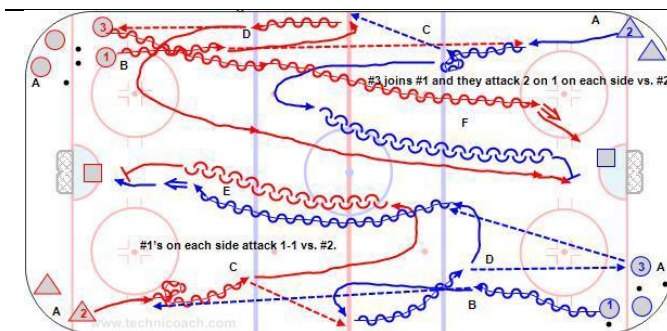 A
C
2
3
D
1
B
A
#3 joins #1 and they attack 2 on 1 on each side vs. #2
F
E
#1's on each side attack 1-1 vs. #2.
D
3
A
C
B
A
2
1
www.technicoach.com